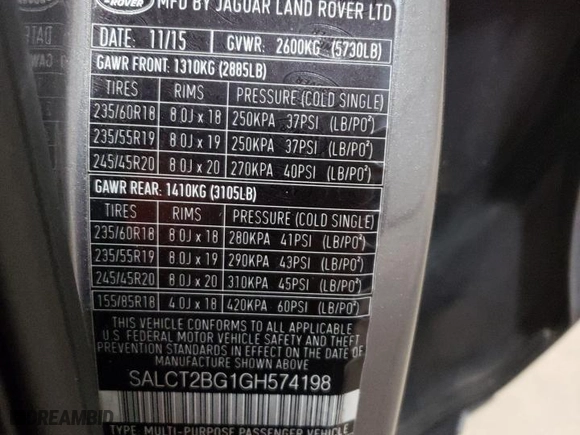 ROVER
MFD BY JAGUAR LAND ROVER LTD
DATE: 11/15 GVWR: 2600KG (5730LB)
GAWR FRONT: 1310KG (2885LB)
TIRES RIMS PRESSURE (COLD SINGLE)
235/60R18 8.0J x 18 250KPA 37PSI (LB/PO²)
235/55R19 8.0J x 19 250KPA 37PSI (LB/PO²)
245/45R20 8.0J x 20 270KPA 40PSI (LB/PO²)
GAWR REAR: 1410KG (3105LB)
TIRES RIMS PRESSURE (COLD SINGLE)
235/60R18 8.0J x 18 280KPA 41PSI (LB/PO²)
235/55R19 8.0J x 19 290KPA 43PSI (LB/PO²)
245/45R20 8.0J x 20 310KPA 45PSI (LB/PO²)
155/85R18 4.0J x 18 420KPA 60PSI (LB/PO²)
THIS VEHICLE CONFORMS TO ALL APPLICABLE
U.S. FEDERAL MOTOR VEHICLE SAFETY AND THEFT
PREVENTION STANDARDS IN EFFECT ON THE DATE OF
MANUFACTURE SHOWN ABOVE
SALCT2BG1GH574198
TYPE: MULTI-PURPOSE PASSENGER VEHICLE
DREAMBID